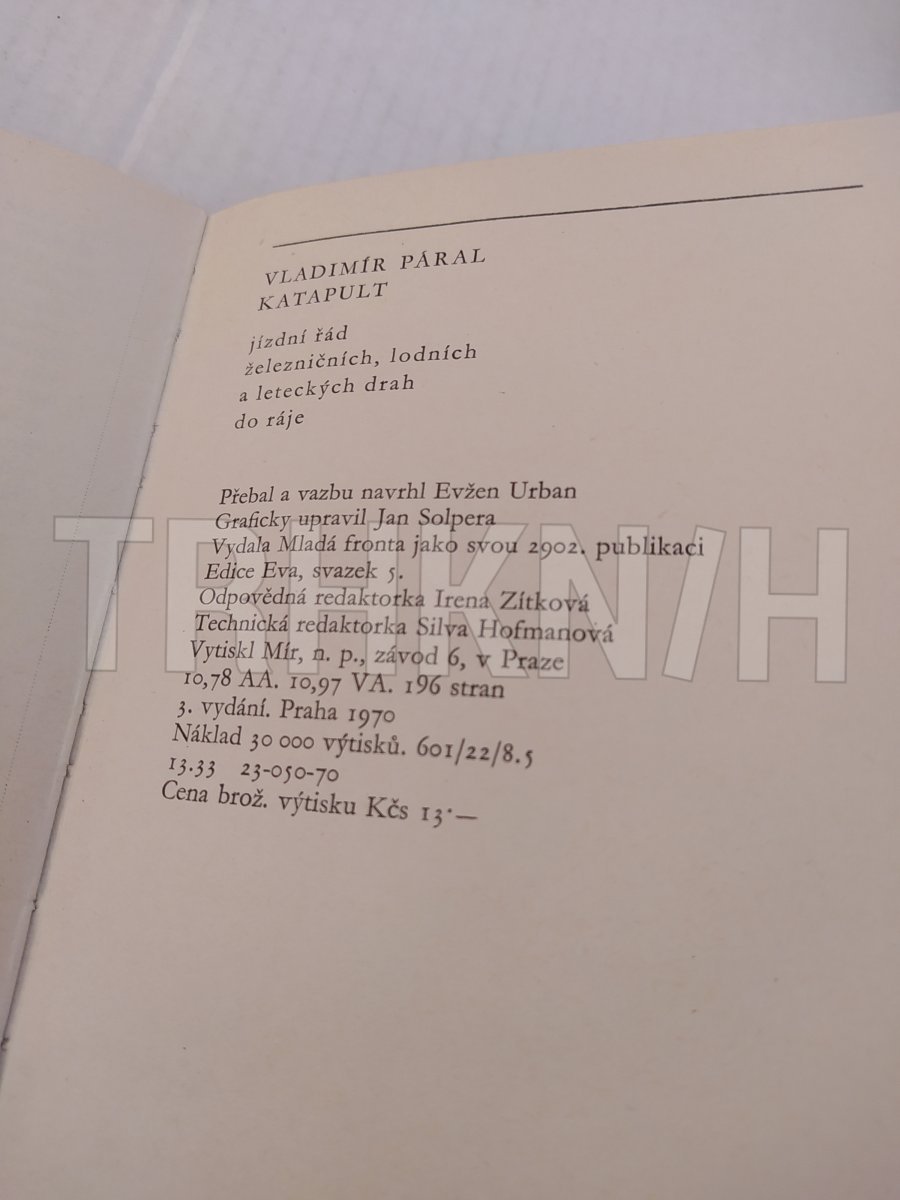 VLADIMÍR PÁRAL
KATAPULT
jízdní řád
železničních, lodních
a leteckých drah
do ráje
Přebal a vazbu navrhl Evžen Urban
Graficky upravil Jan Solpera
Vydala Mladá fronta jako svou 2902. publikaci
Edice Eva, svazek 5.
Odpovědná redaktorka Irena Zítková
Technická redaktorka Silva Hofmanová
Vytiskl Mír, n. p., závod 6, v Praze
10,78 AA. 10,97 VA. 196 stran
3. vydání. Praha 1970
Náklad 30 000 výtisků. 601/22/8.5
13.33 23-050-70
Cena brož. výtisku Kčs 13·—
TRHKNIH